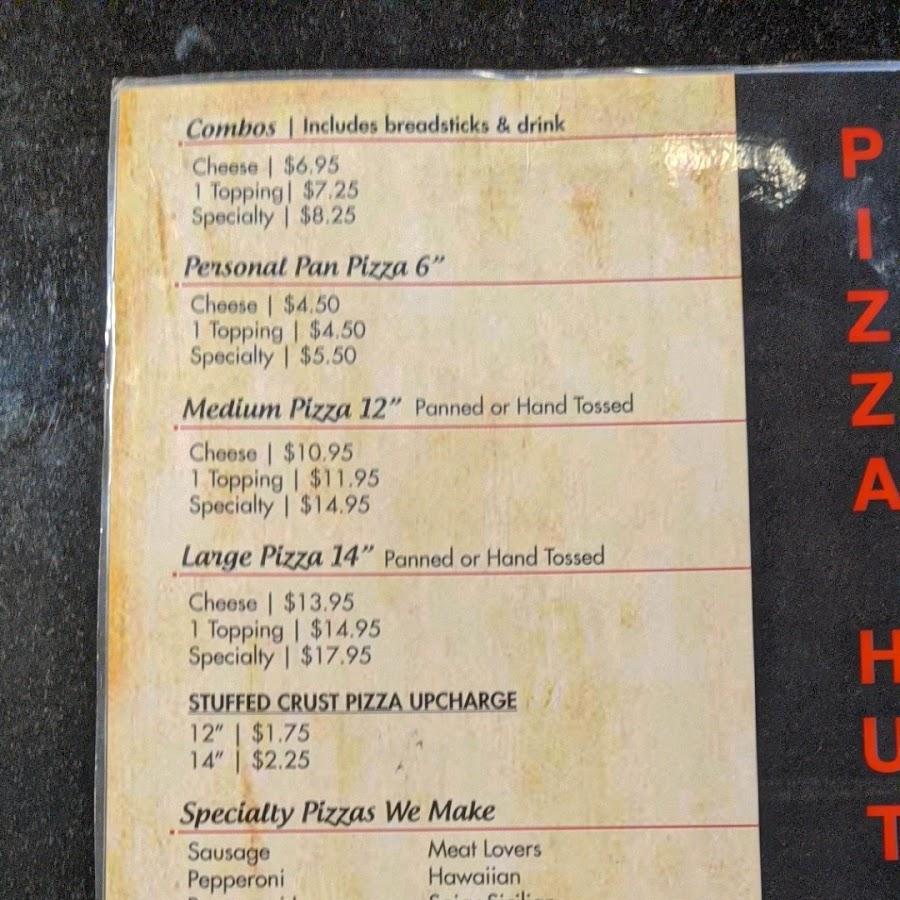 Combos | Includes breadsticks & drink
Cheese | $6.95
1 Topping| $7.25
Specialty | $8.25
Personal Pan Pizza 6”
Cheese | $4.50
1 Topping | $4.50
Specialty | $5.50
Medium Pizza 12” Panned or Hand Tossed
Cheese | $10.95
1 Topping | $11.95
Specialty | $14.95
Large Pizza 14” Panned or Hand Tossed
Cheese | $13.95
1 Topping | $14.95
Specialty | $17.95
STUFFED CRUST PIZZA UPCHARGE
12” | $1.75
14” | $2.25
Specialty Pizzas We Make
Sausage
Pepperoni
Meat Lovers
Hawaiian
PIZZA HUT